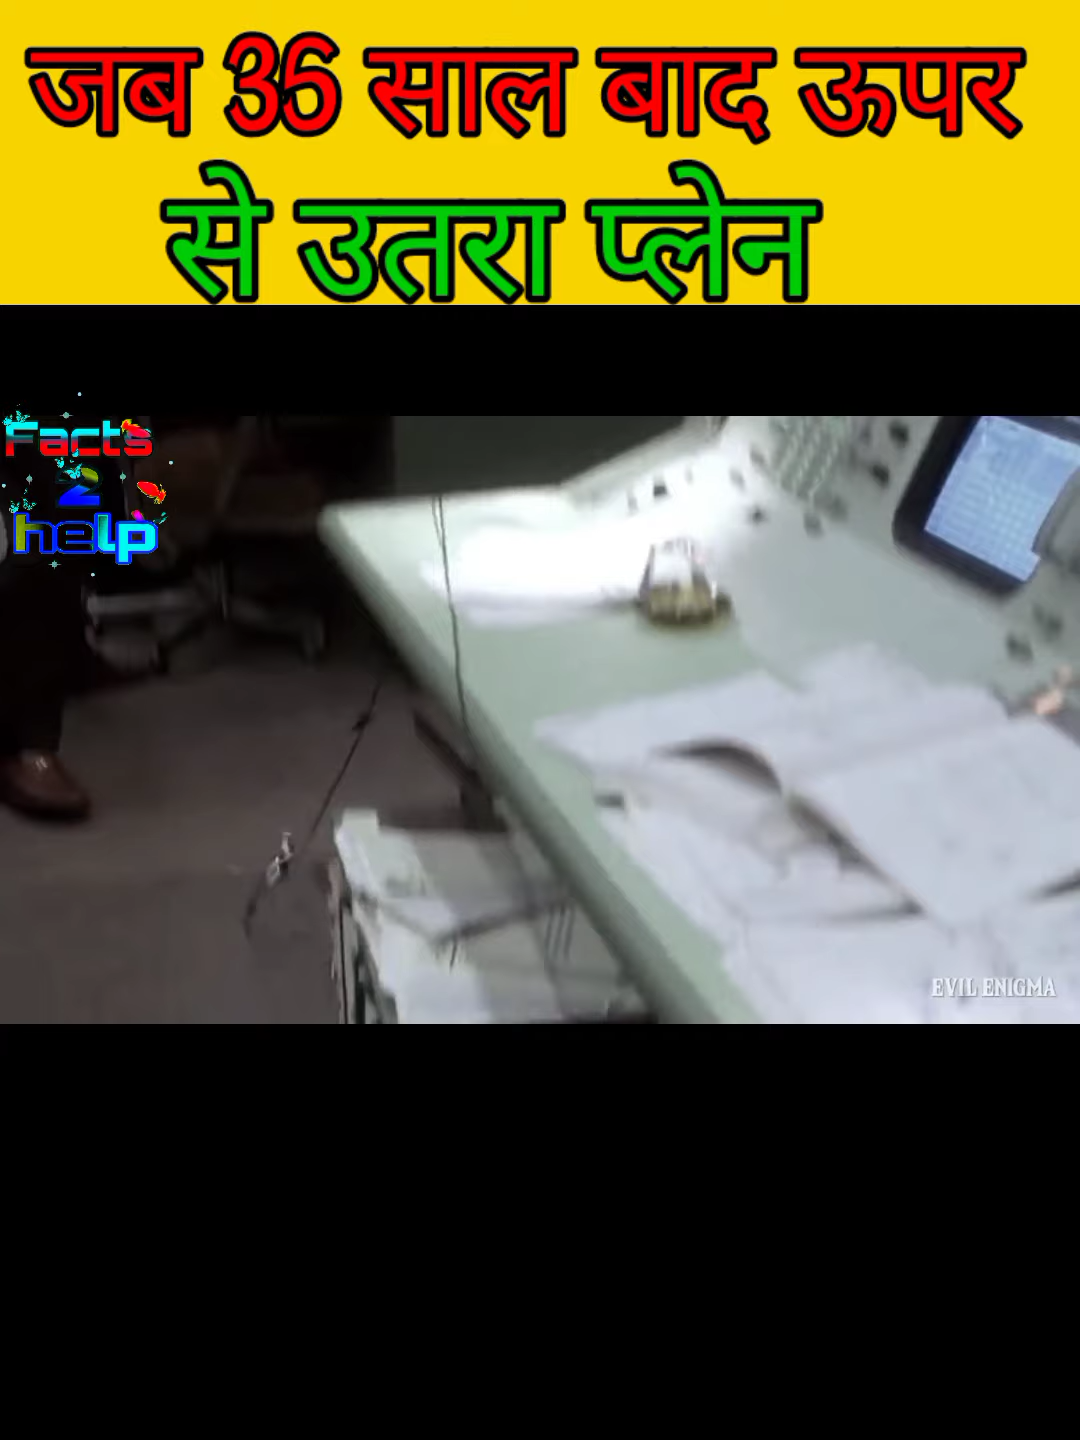 जब 36 साल बाद ऊपर
से उतरा प्लेन
Facts
2
help
EVIL ENIGMA